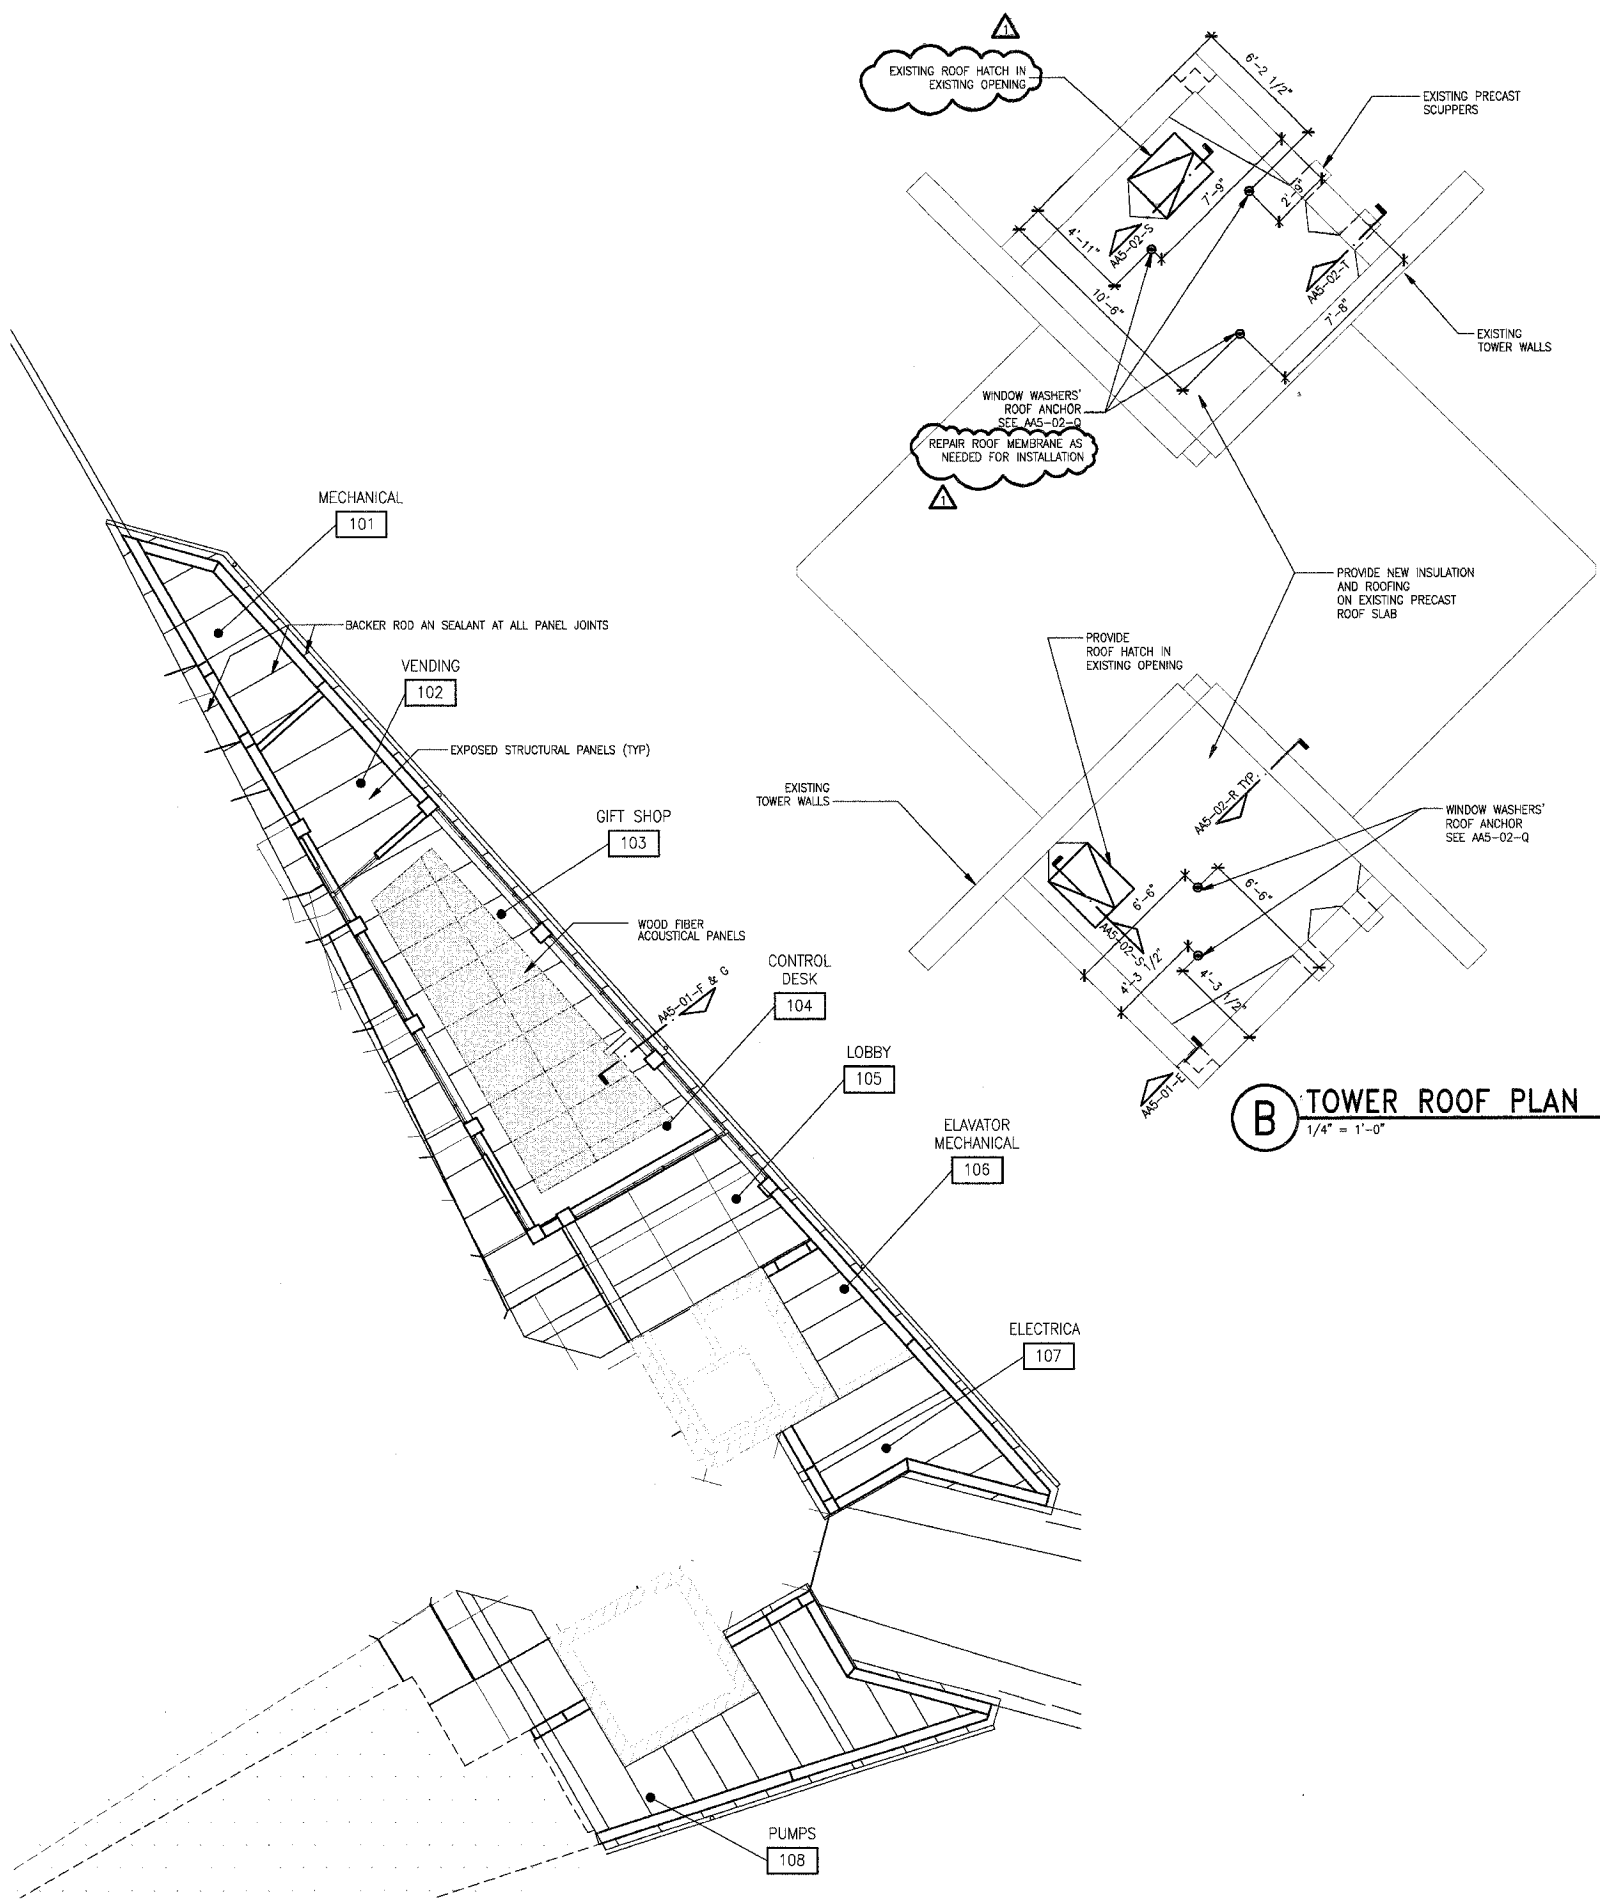 1
EXISTING ROOF HATCH IN
EXISTING OPENING
6'-2 1/2"
EXISTING PRECAST
SCUPPERS
7'-9"
2'-9"
4'-11"
AA5-02-S
AA5-02-T
10'-6"
7'-8"
EXISTING
TOWER WALLS
WINDOW WASHERS'
ROOF ANCHOR
SEE AA5-02-Q
REPAIR ROOF MEMBRANE AS
NEEDED FOR INSTALLATION
1
MECHANICAL
101
PROVIDE NEW INSULATION
AND ROOFING
ON EXISTING PRECAST
ROOF SLAB
BACKER ROD AN SEALANT AT ALL PANEL JOINTS
PROVIDE
ROOF HATCH IN
EXISTING OPENING
VENDING
102
EXPOSED STRUCTURAL PANELS (TYP)
EXISTING
TOWER WALLS
AA5-02-R TYP.
WINDOW WASHERS'
ROOF ANCHOR
SEE AA5-02-Q
GIFT SHOP
103
6'-6"
6'-6"
WOOD FIBER
ACOUSTICAL PANELS
AA5-02-S
4'-3 1/2"
4'-3 1/2"
CONTROL
DESK
104
AA5-01-F & G
LOBBY
105
AA5-01-E
B
TOWER ROOF PLAN
1/4" = 1'-0"
ELAVATOR
MECHANICAL
106
ELECTRICA
107
PUMPS
108